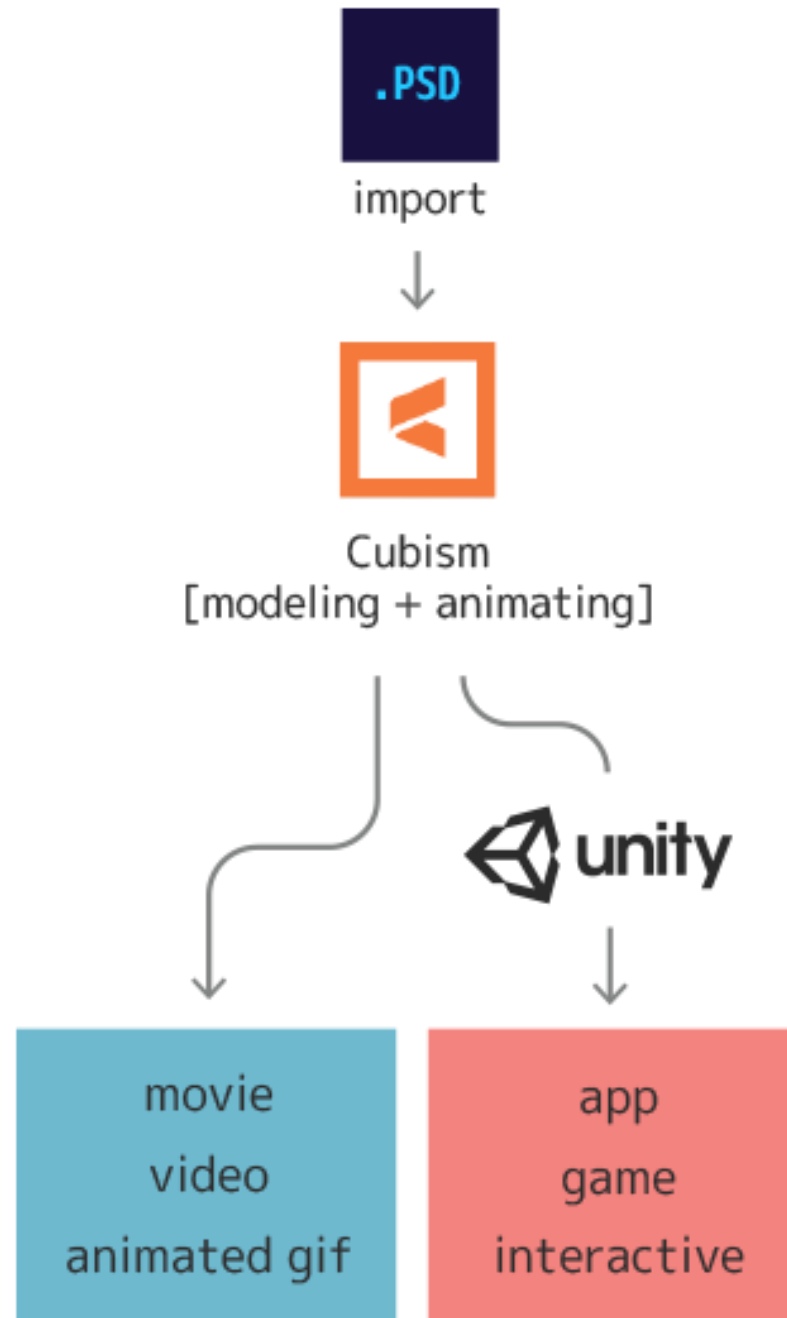 .PSD
import
Cubism
[modeling + animating]
unity
movie
video
animated gif
app
game
interactive